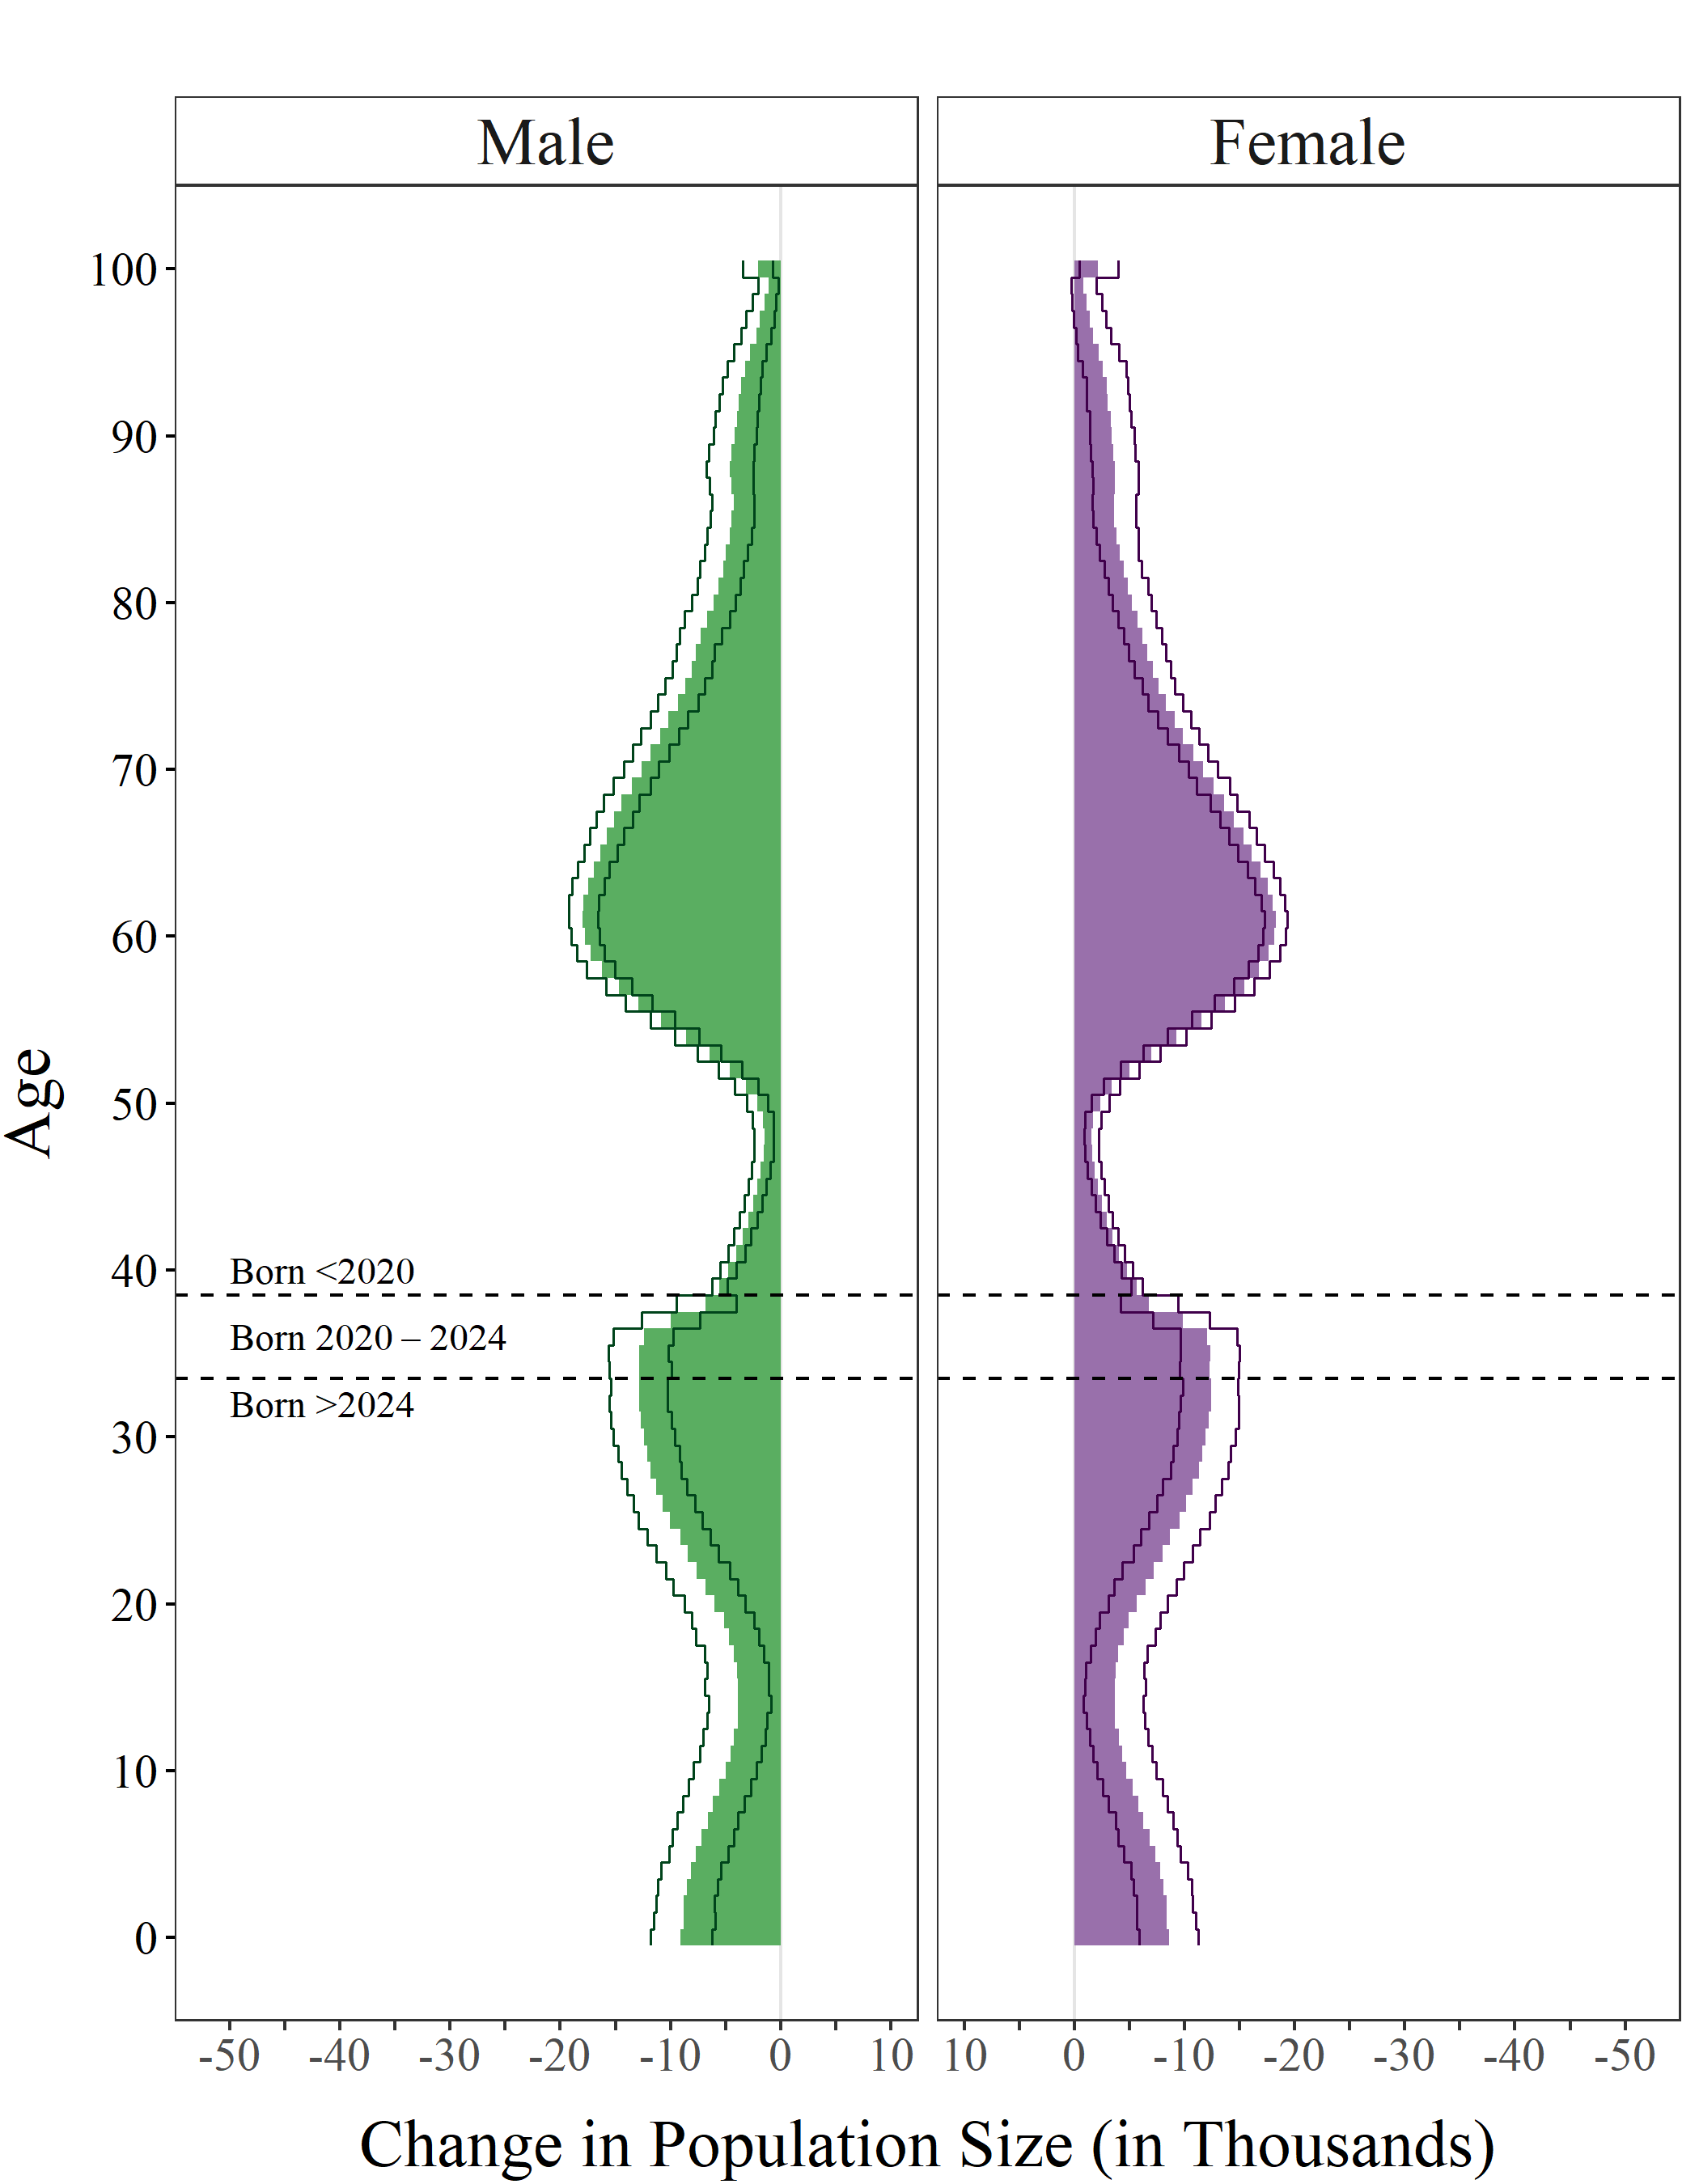 Male Female
100
90
80
70
60
50
40
30
20
10
0
Age
Born <2020
Born 2020 – 2024
Born >2024
-50 -40 -30 -20 -10 0 10 10 0 -10 -20 -30 -40 -50
Change in Population Size (in Thousands)